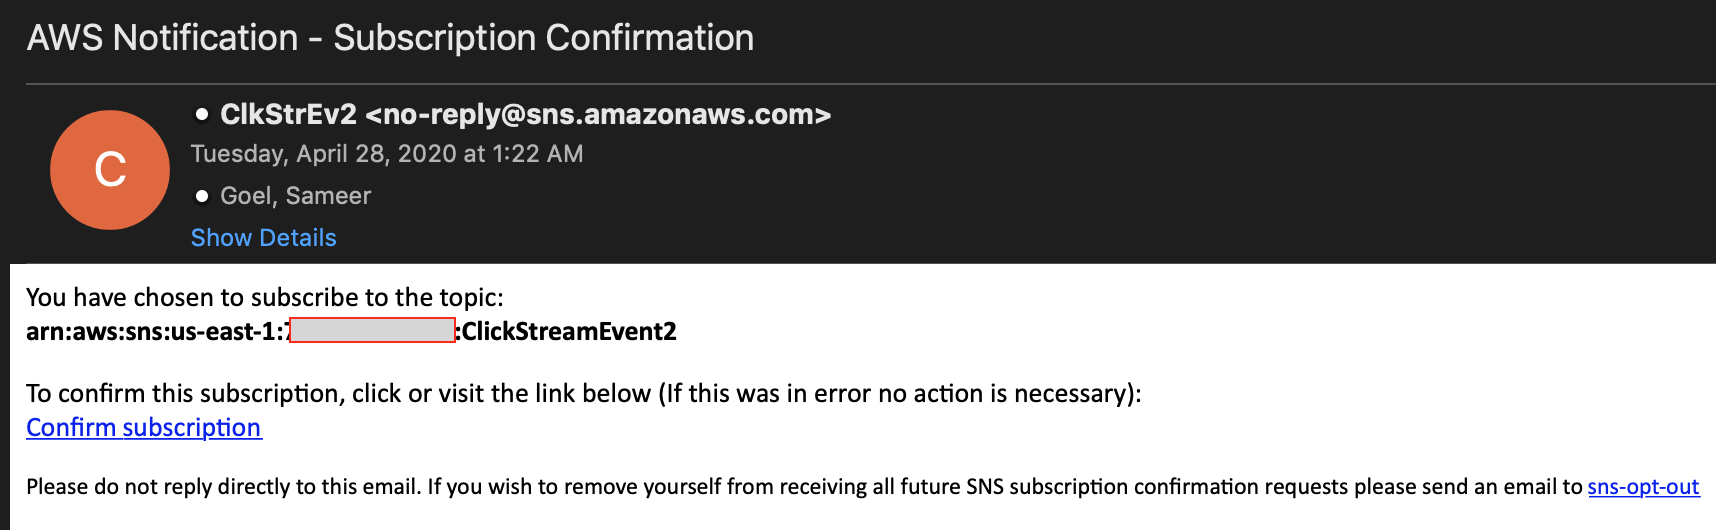 AWS Notification - Subscription Confirmation
C
ClkStrEv2 <no-reply@sns.amazonaws.com>
Tuesday, April 28, 2020 at 1:22 AM
Goel, Sameer
Show Details
You have chosen to subscribe to the topic:
arn:aws:sns:us-east-1:7 :ClickStreamEvent2
To confirm this subscription, click or visit the link below (If this was in error no action is necessary):
Confirm subscription
Please do not reply directly to this email. If you wish to remove yourself from receiving all future SNS subscription confirmation requests please send an email to sns-opt-out